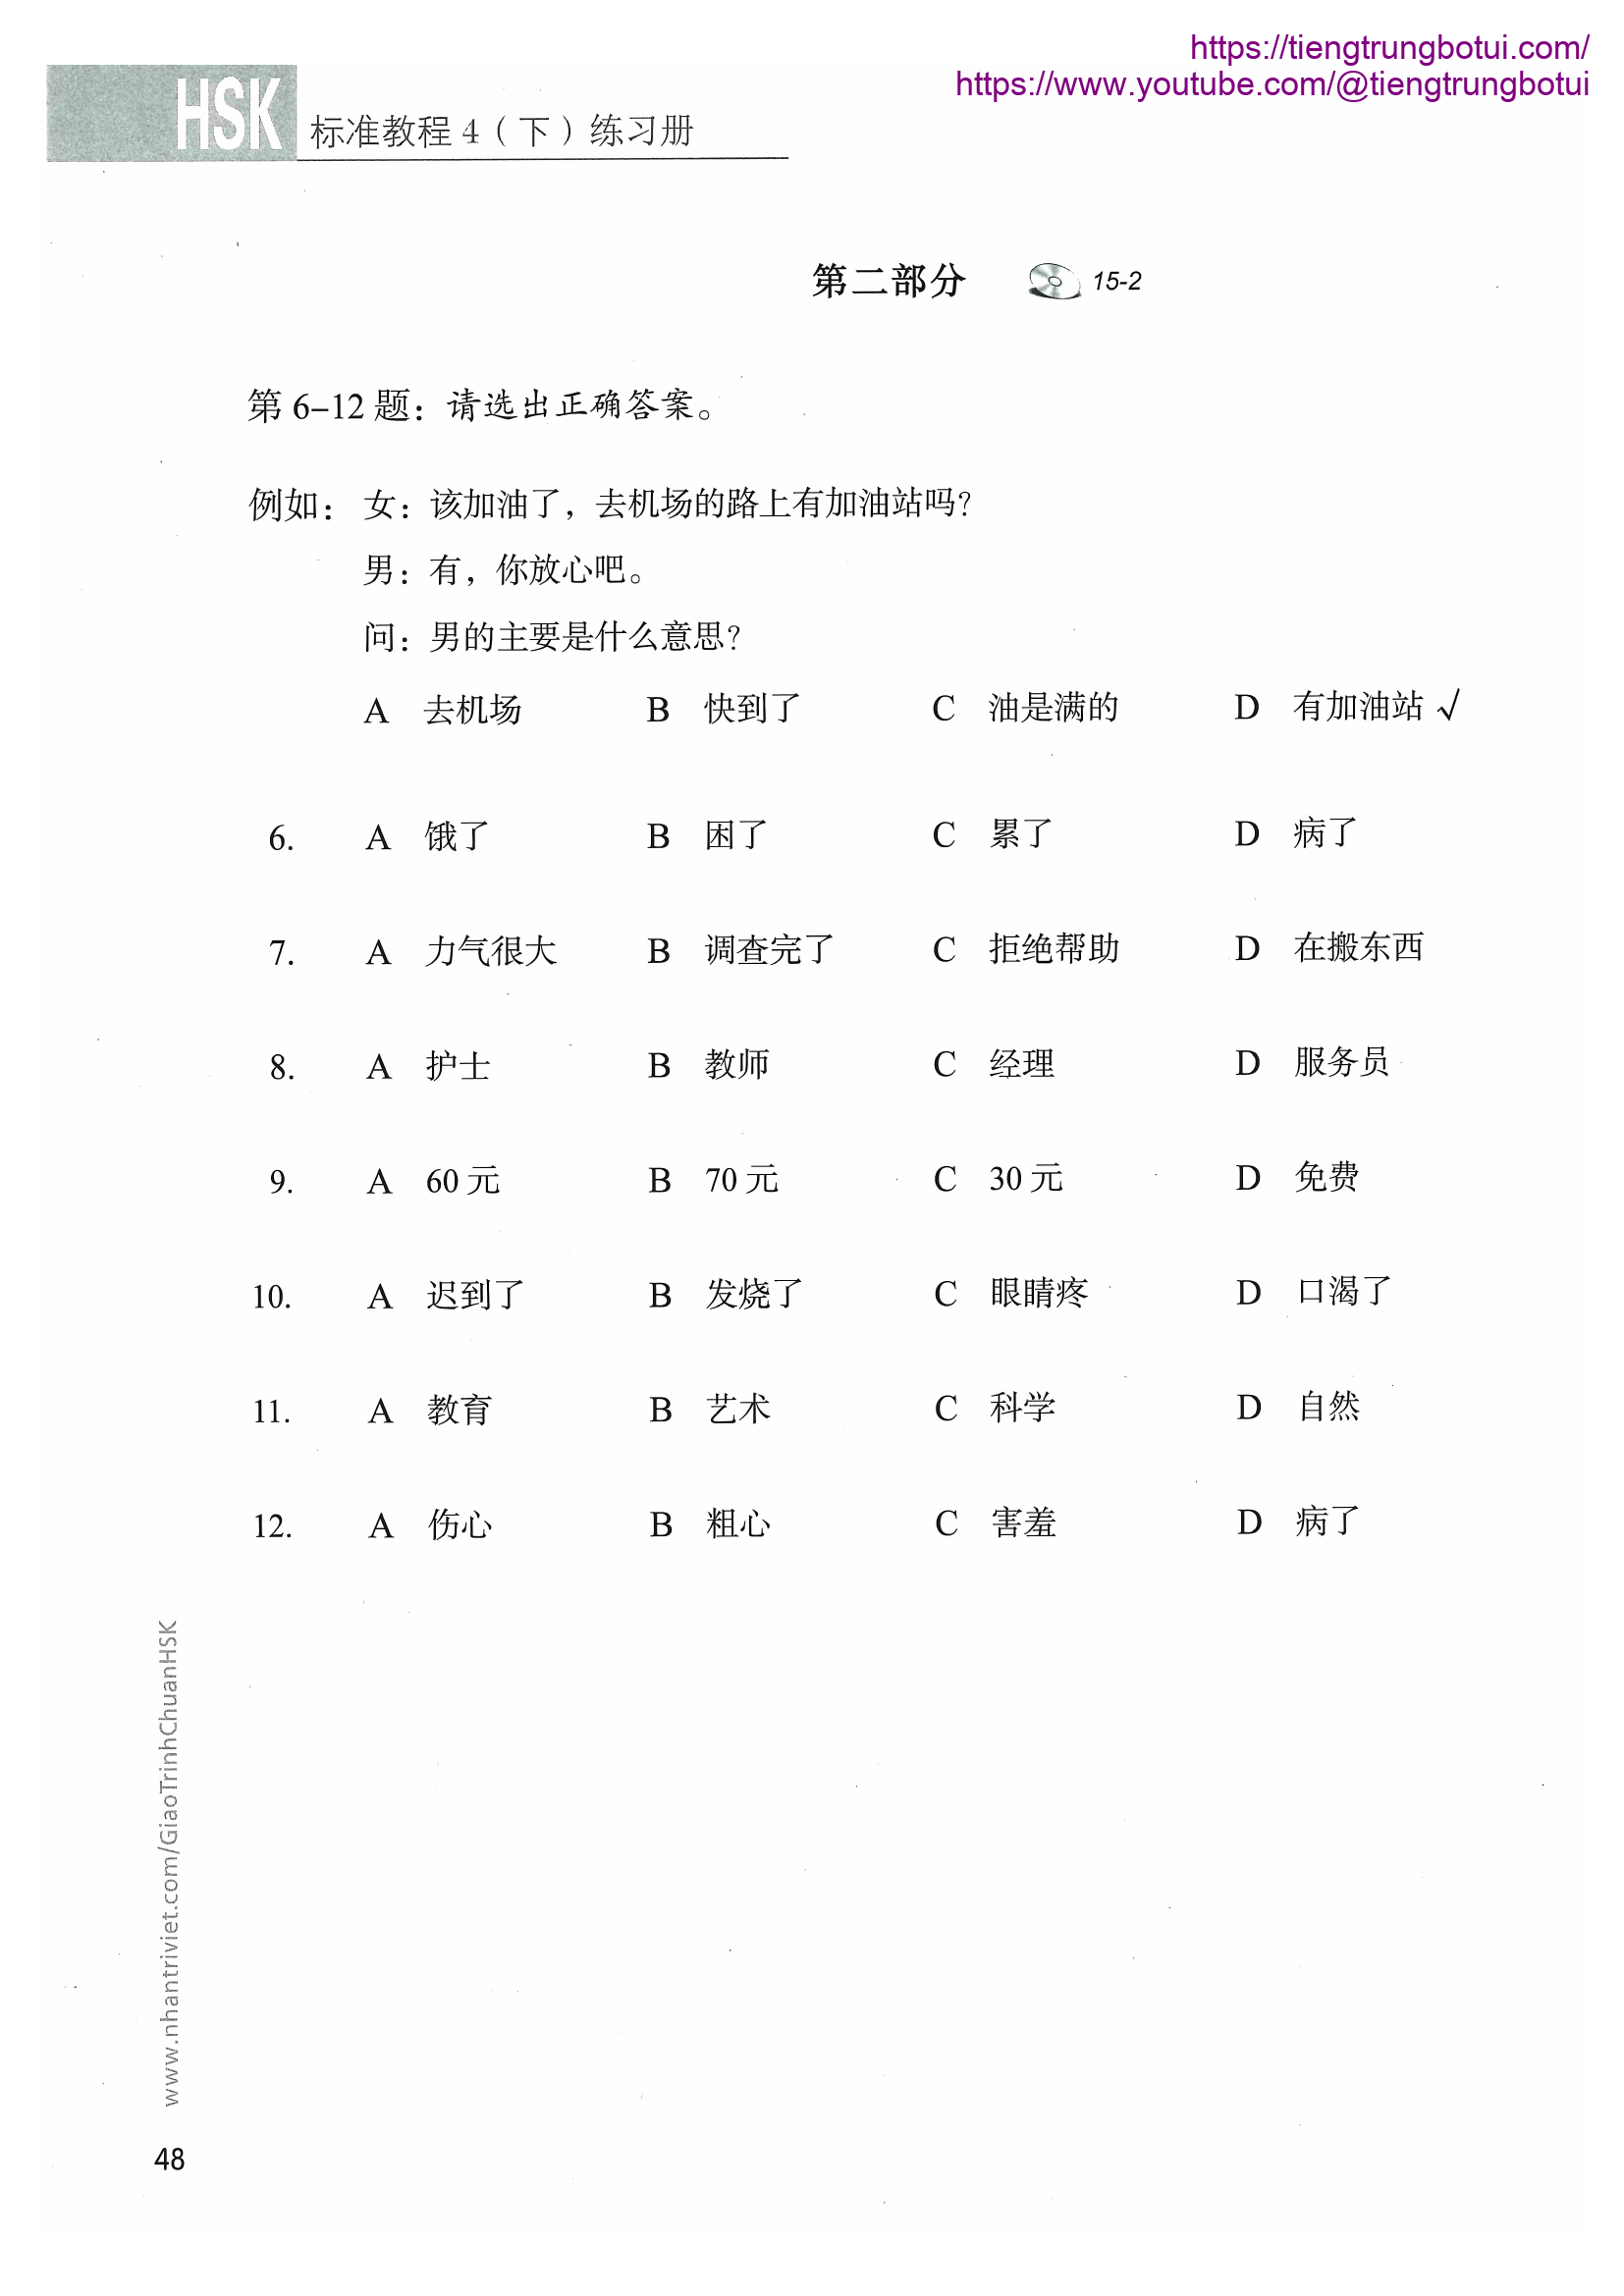 https://tiengtrungbotui.com/
https://www.youtube.com/@tiengtrungbotui
HSK 标准教程 4（下）练习册
第二部分 15-2
第 6–12 题：请选出正确答案。
例如：女：该加油了，去机场的路上有加油站吗？
男：有，你放心吧。
问：男的主要是什么意思？
A 去机场 B 快到了 C 油是满的 D 有加油站 √
6. A 饿了 B 困了 C 累了 D 病了
7. A 力气很大 B 调查完了 C 拒绝帮助 D 在搬东西
8. A 护士 B 教师 C 经理 D 服务员
9. A 60 元 B 70 元 C 30 元 D 免费
10. A 迟到了 B 发烧了 C 眼睛疼 D 口渴了
11. A 教育 B 艺术 C 科学 D 自然
12. A 伤心 B 粗心 C 害羞 D 病了
www.nhantriviet.com/GiaoTrinhChuanHSK
48